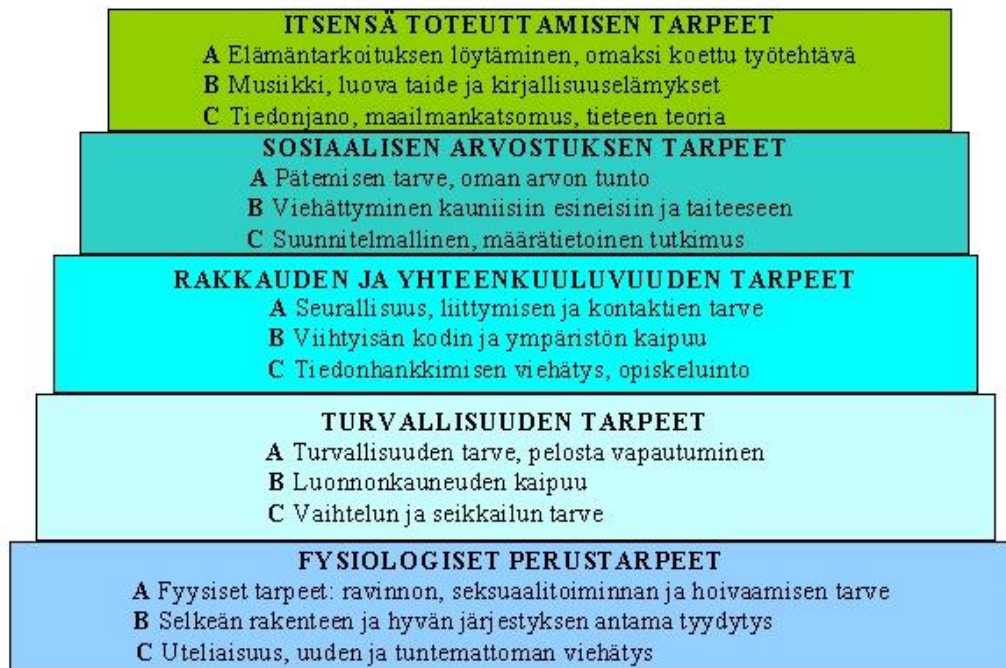 ITSENSÄ TOTEUTTAMISEN TARPEET
A Elämäntarkoituksen löytäminen, omaksi koettu työtehtävä
B Musiikki, luova taide ja kirjallisuuselämykset
C Tiedonjano, maailmankatsomus, tieteen teoria
SOSIAALISEN ARVOSTUKSEN TARPEET
A Pätemisen tarve, oman arvon tunto
B Viehättyminen kauniisiin esineisiin ja taiteeseen
C Suunnitelmallinen, määrätietoinen tutkimus
RAKKAUDEN JA YHTEENKUULUVUUDEN TARPEET
A Seurallisuus, liittymisen ja kontaktien tarve
B Viihtyisän kodin ja ympäristön kaipuu
C Tiedonhankkimisen viehätys, opiskeluinto
TURVALLISUUDEN TARPEET
A Turvallisuuden tarve, pelosta vapautuminen
B Luonnonkauneuden kaipuu
C Vaihtelun ja seikkailun tarve
FYSIOLOGISET PERUSTARPEET
A Fyysiset tarpeet: ravinnon, seksuaalitoiminnan ja hoivaamisen tarve
B Selkeän rakenteen ja hyvän järjestyksen antama tyydytys
C Uteliaisuus, uuden ja tuntemattoman viehätys